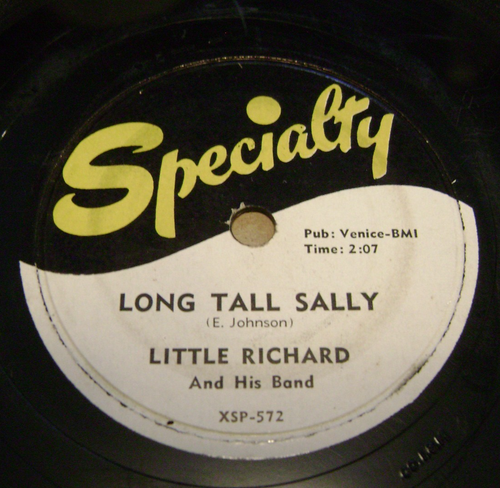 Specialty
Pub: Venice-BMI
Time: 2:07
LONG TALL SALLY
(E. Johnson)
LITTLE RICHARD
And His Band
XSP-572